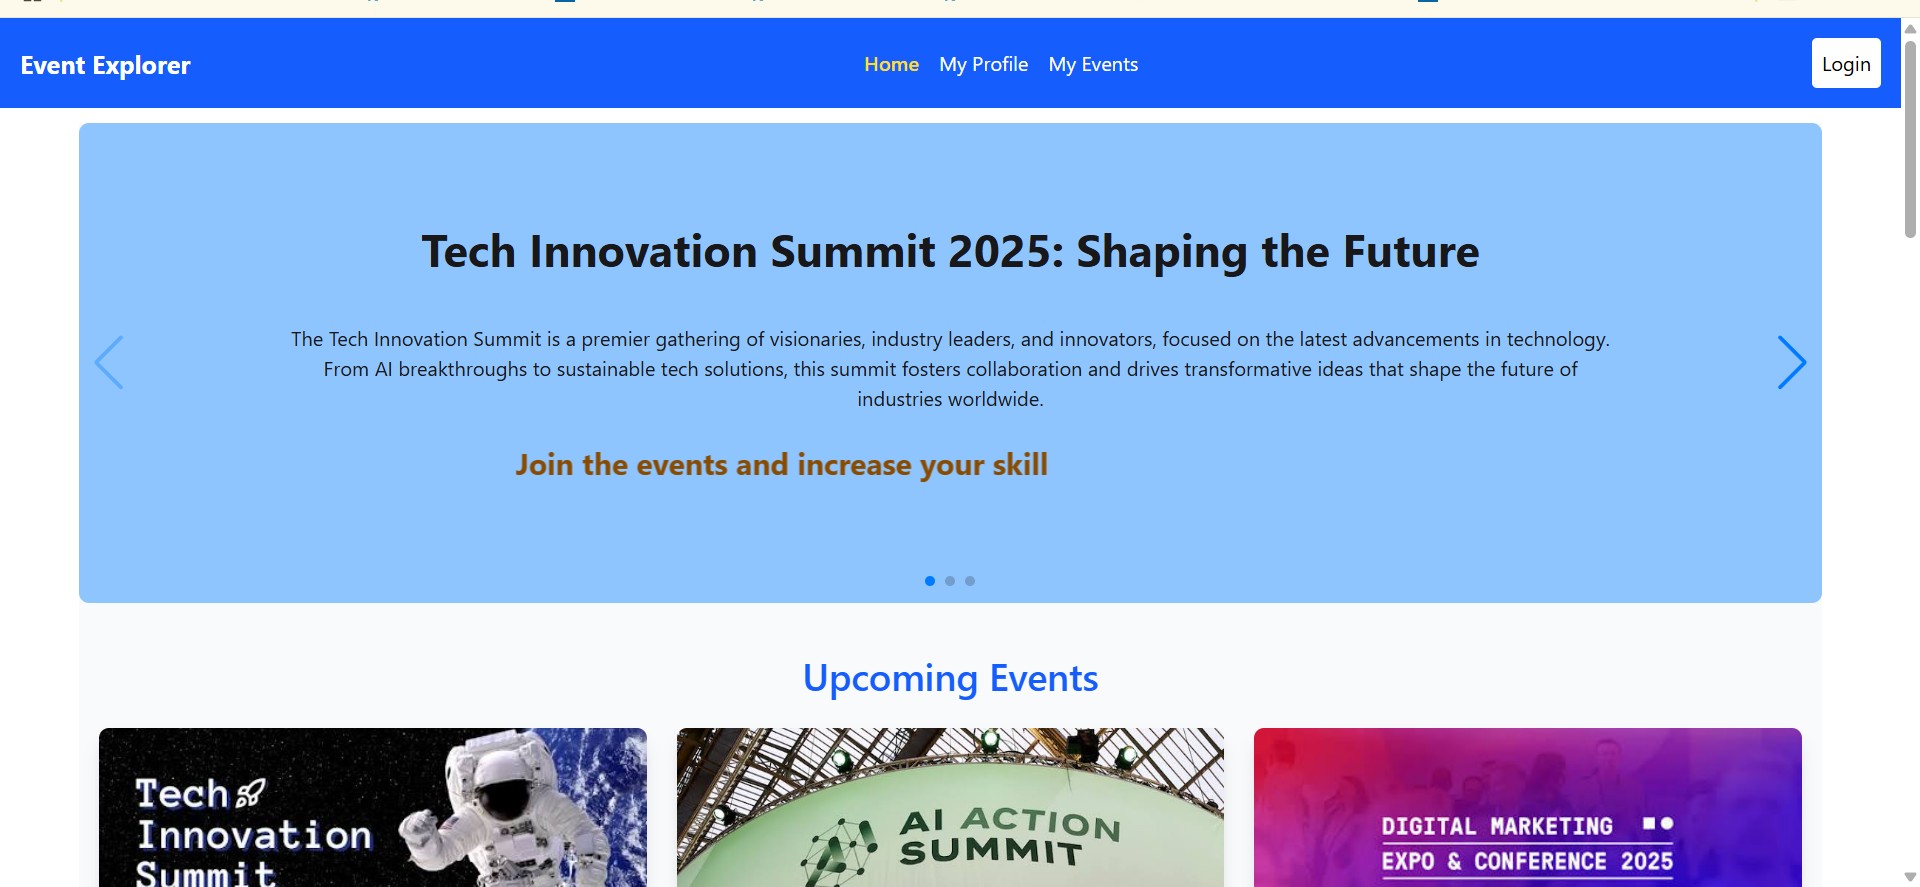 Event Explorer
Home
My Profile
My Events
Login
Tech Innovation Summit 2025: Shaping the Future
The Tech Innovation Summit is a premier gathering of visionaries, industry leaders, and innovators, focused on the latest advancements in technology.
From AI breakthroughs to sustainable tech solutions, this summit fosters collaboration and drives transformative ideas that shape the future of
industries worldwide.
Join the events and increase your skill
Upcoming Events
Tech
Innovation
Summit
AI ACTION
SUMMIT
DIGITAL MARKETING
EXPO & CONFERENCE 2025